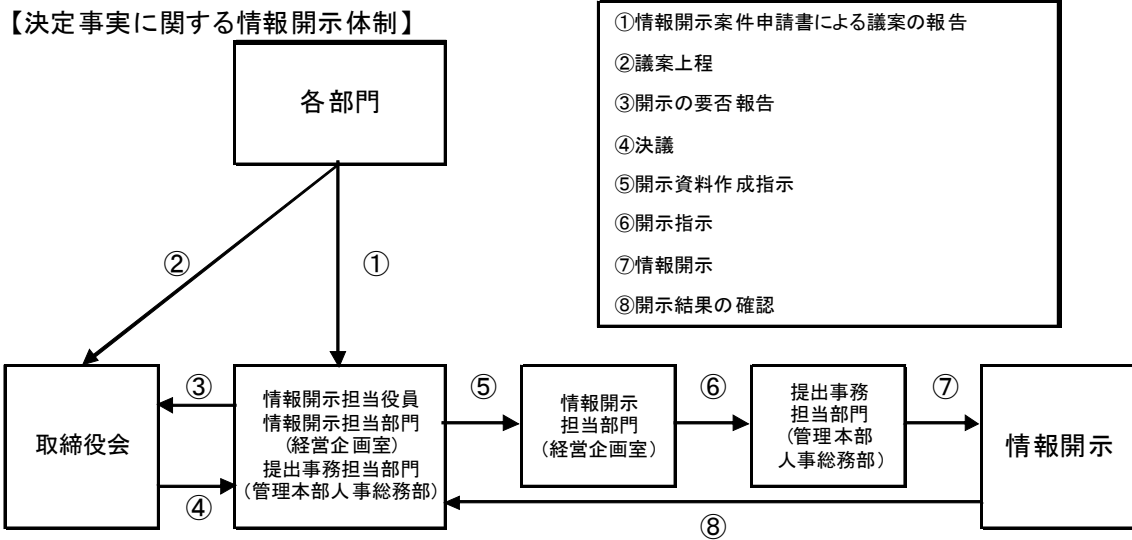 【決定事実に関する情報開示体制】
①情報開示案件申請書による議案の報告
②議案上程
③開示の要否報告
④決議
⑤開示資料作成指示
⑥開示指示
⑦情報開示
⑧開示結果の確認
各部門
②
①
取締役会
③
④
情報開示担当役員
情報開示担当部門
(経営企画室)
提出事務担当部門
(管理本部人事総務部)
⑤
情報開示
担当部門
(経営企画室)
⑥
提出事務
担当部門
(管理本部
人事総務部)
⑦
情報開示
⑧